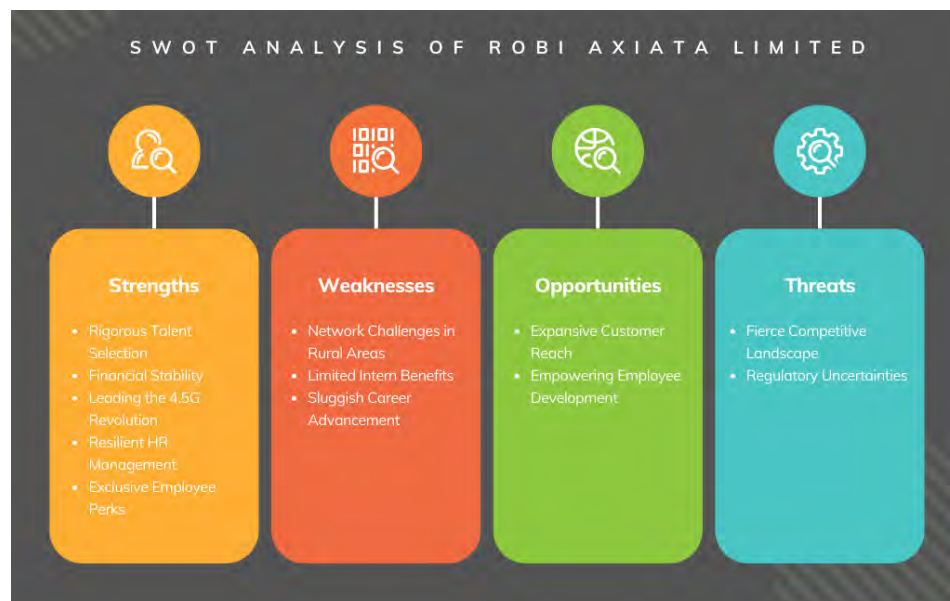 SWOT ANALYSIS OF ROBI AXIATA LIMITED
Strengths
• Rigorous Talent
Selection
• Financial Stability
• Leading the 4.5G
Revolution
• Resilient HR
Management
• Exclusive Employee
Perks
Weaknesses
• Network Challenges in
Rural Areas
• Limited Intern Benefits
• Sluggish Career
Advancement
Opportunities
• Expansive Customer
Reach
• Empowering Employee
Development
Threats
• Fierce Competitive
Landscape
• Regulatory Uncertainties